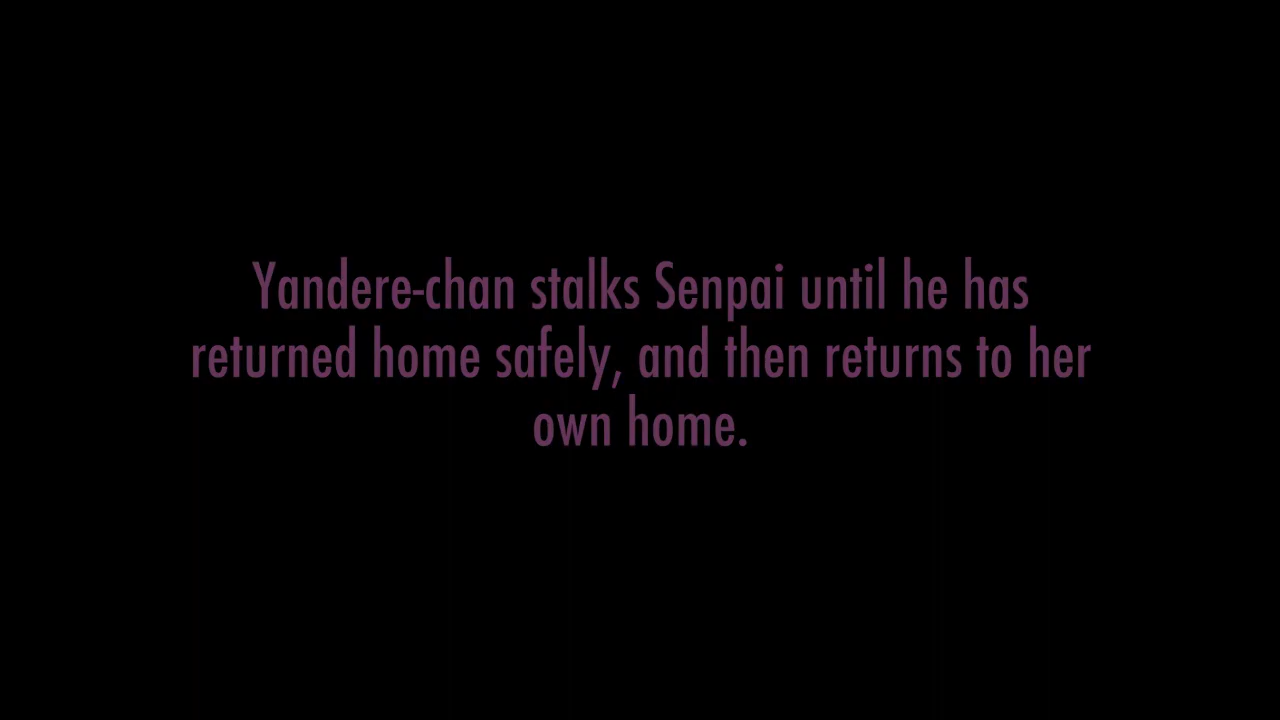 Yandere-chan stalks Senpai until he has
returned home safely, and then returns to her
own home.